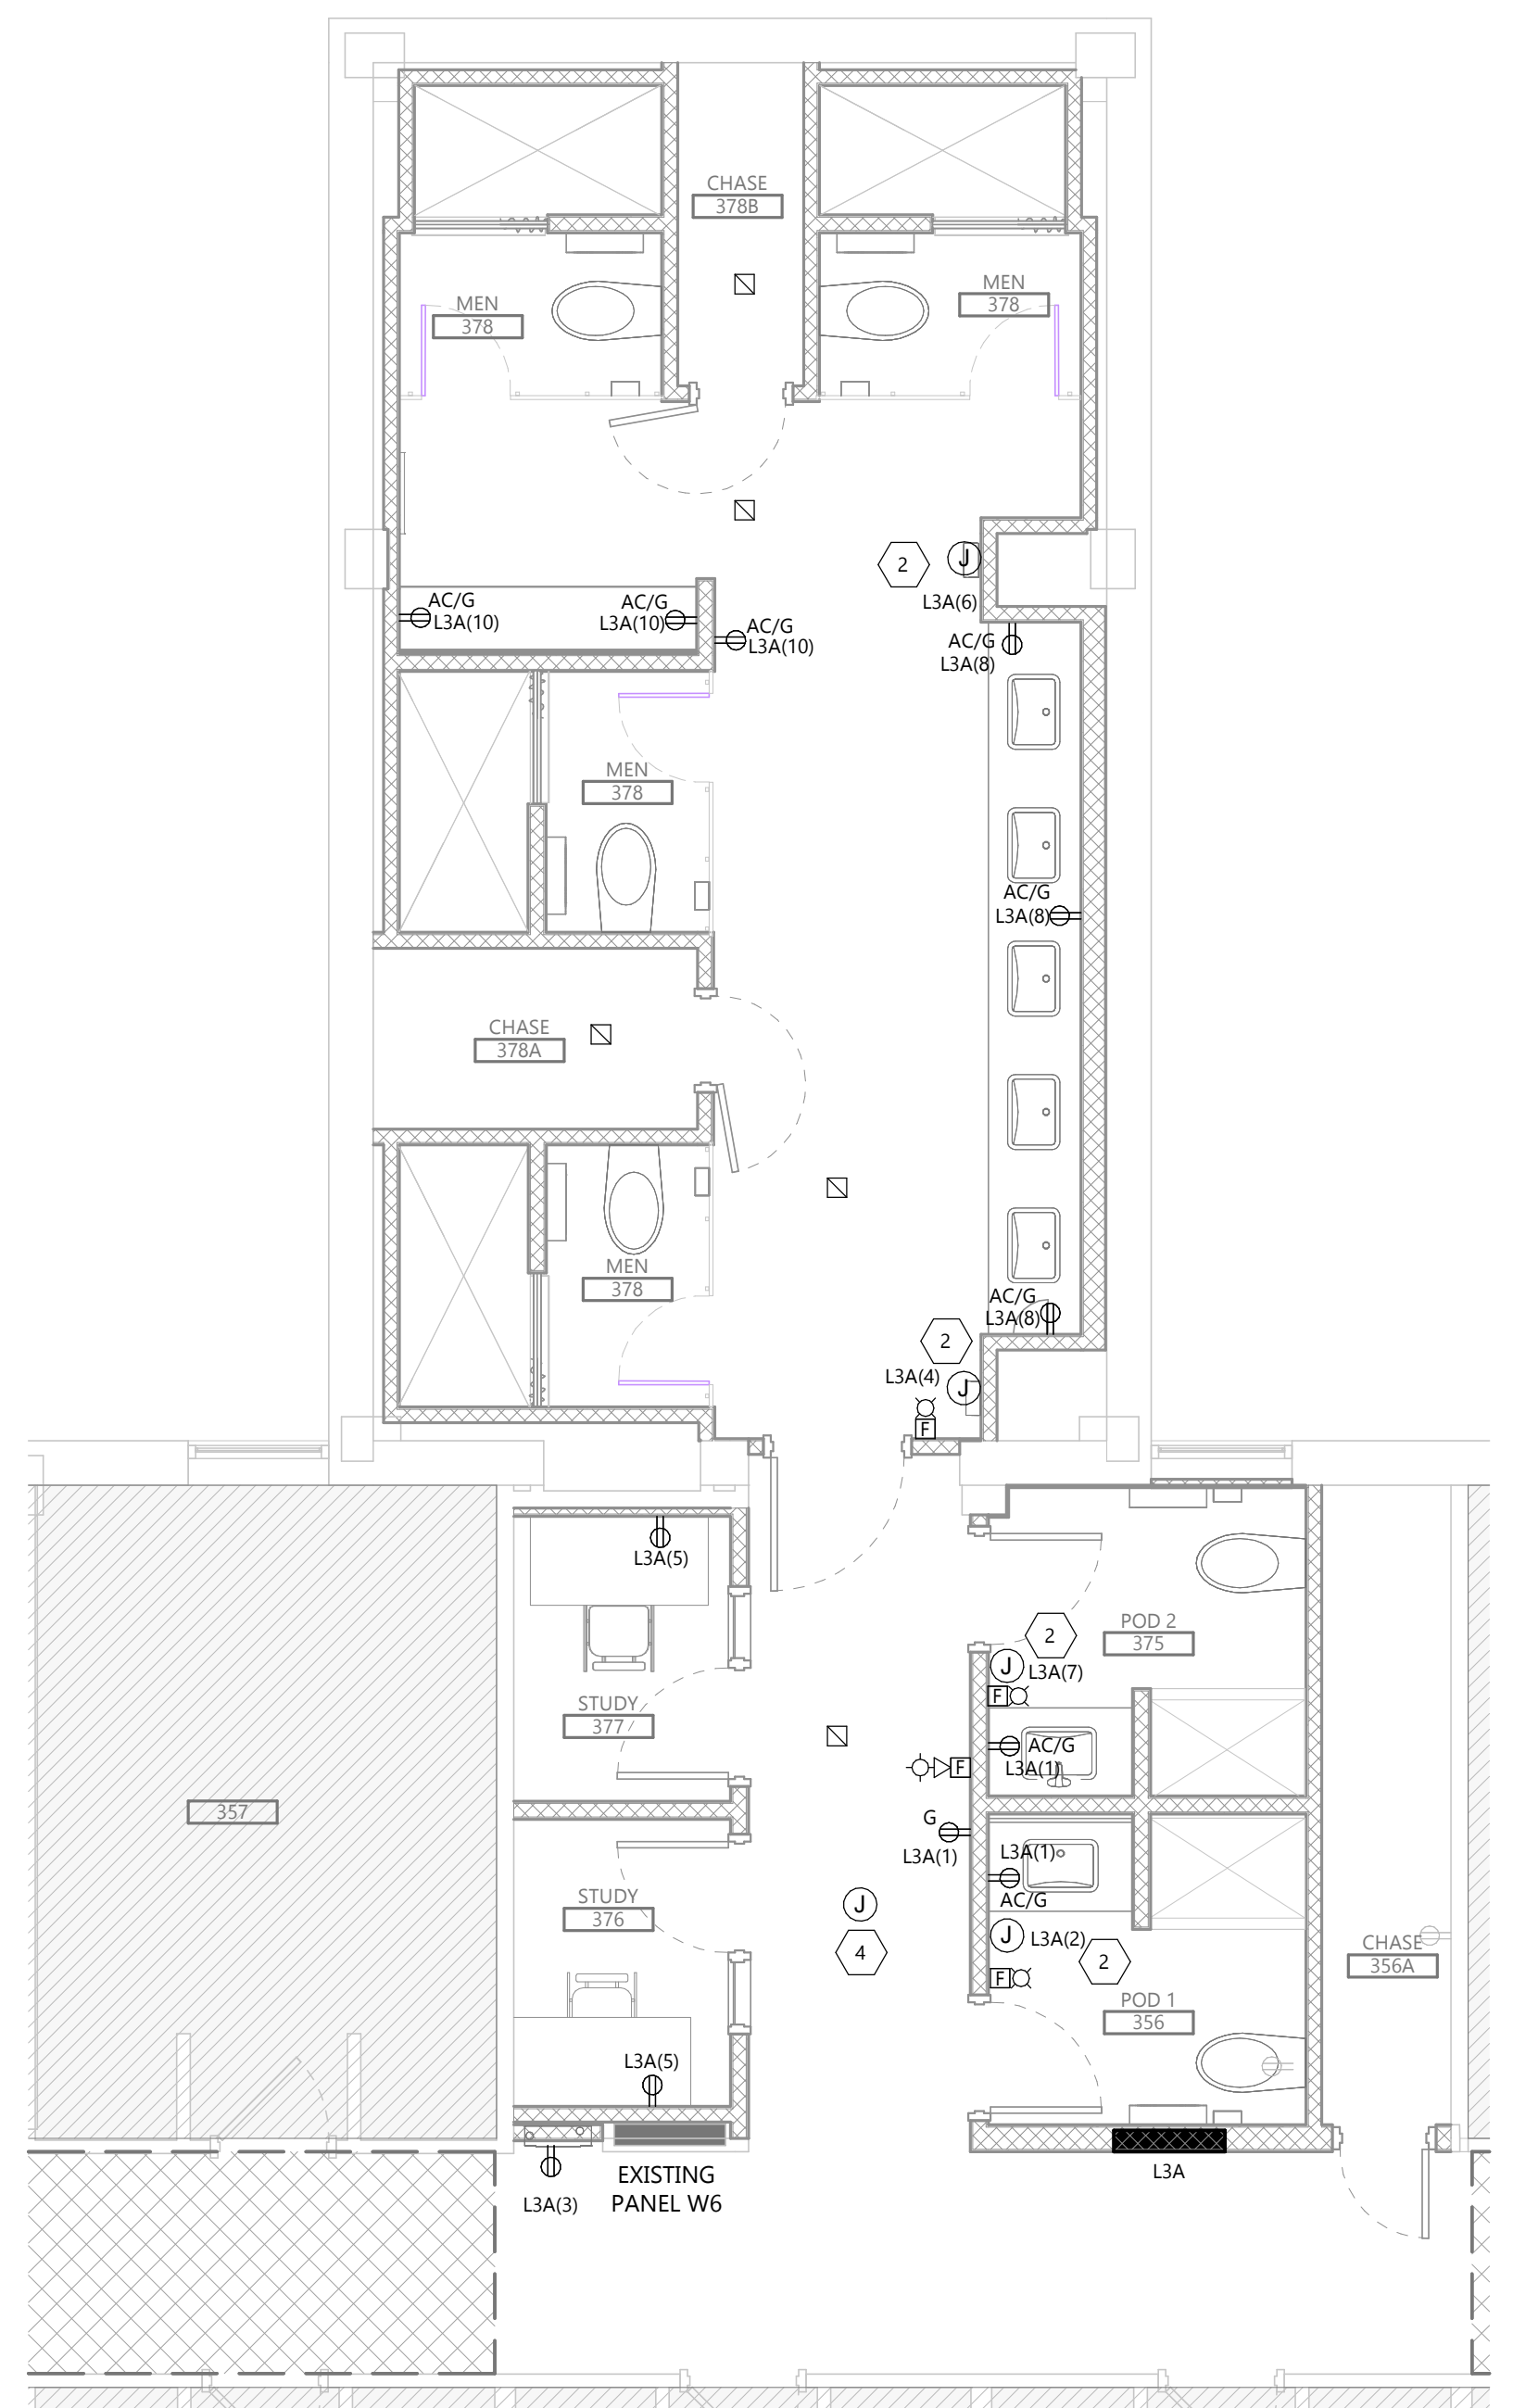 CHASE
378B
MEN
378
MEN
378
2
J
L3A(6)
AC/G
L3A(10)
AC/G
L3A(10)
AC/G
L3A(10)
AC/G
L3A(8)
MEN
378
AC/G
L3A(8)
CHASE
378A
MEN
378
AC/G
L3A(8)
2
L3A(4)
J
F
L3A(5)
2
POD 2
375
J
L3A(7)
F
STUDY
377
AC/G
L3A(1)
F
357
G
L3A(1)
L3A(1)
AC/G
STUDY
376
J
4
J
L3A(2)
2
F
CHASE
356A
POD 1
356
L3A(5)
EXISTING
PANEL W6
L3A(3)
L3A